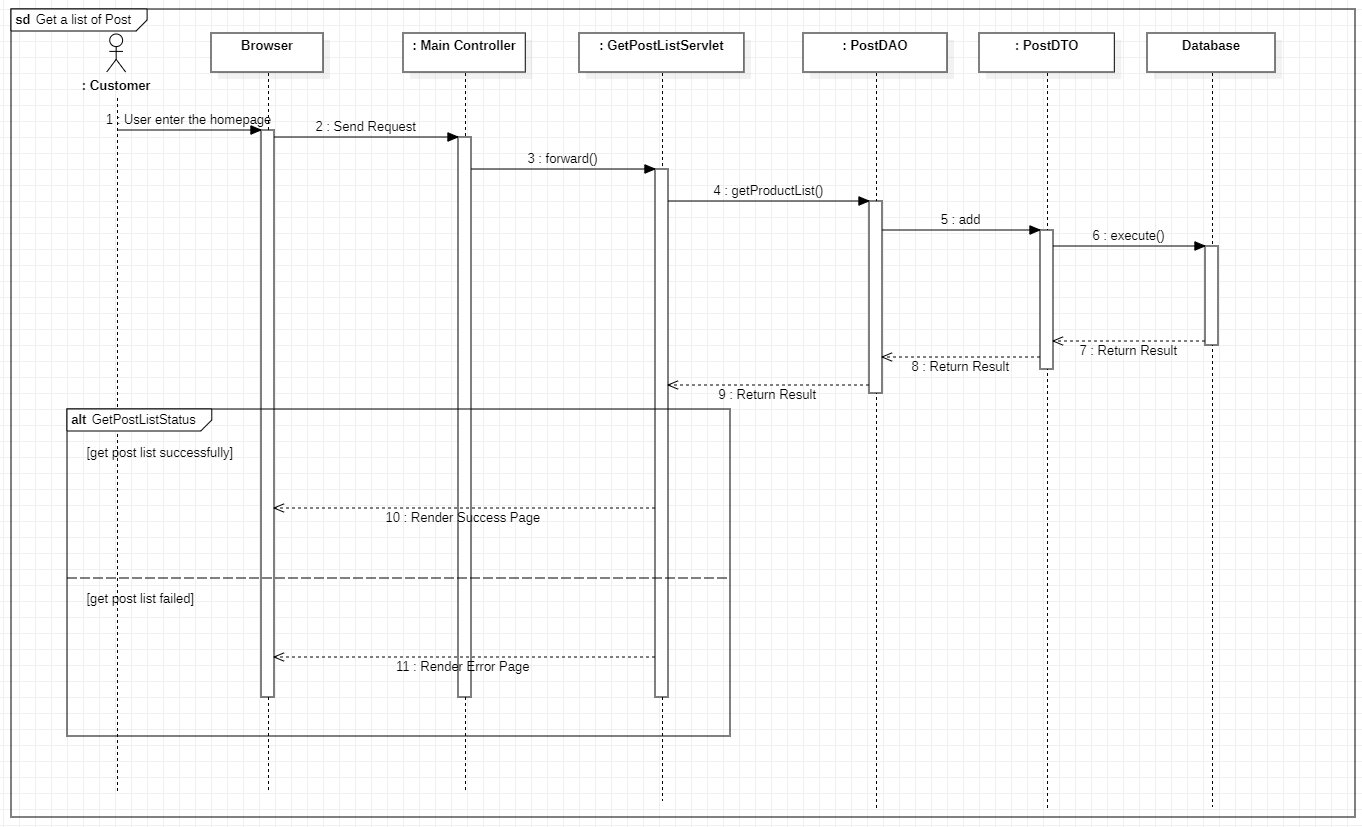 sd Get a list of Post
Browser
: Main Controller
: GetPostListServlet
: PostDAO
: PostDTO
Database
: Customer
1 : User enter the homepage
2 : Send Request
3 : forward()
4 : getProductList()
5 : add
6 : execute()
7 : Return Result
8 : Return Result
9 : Return Result
alt GetPostListStatus
[get post list successfully]
10 : Render Success Page
[get post list failed]
11 : Render Error Page